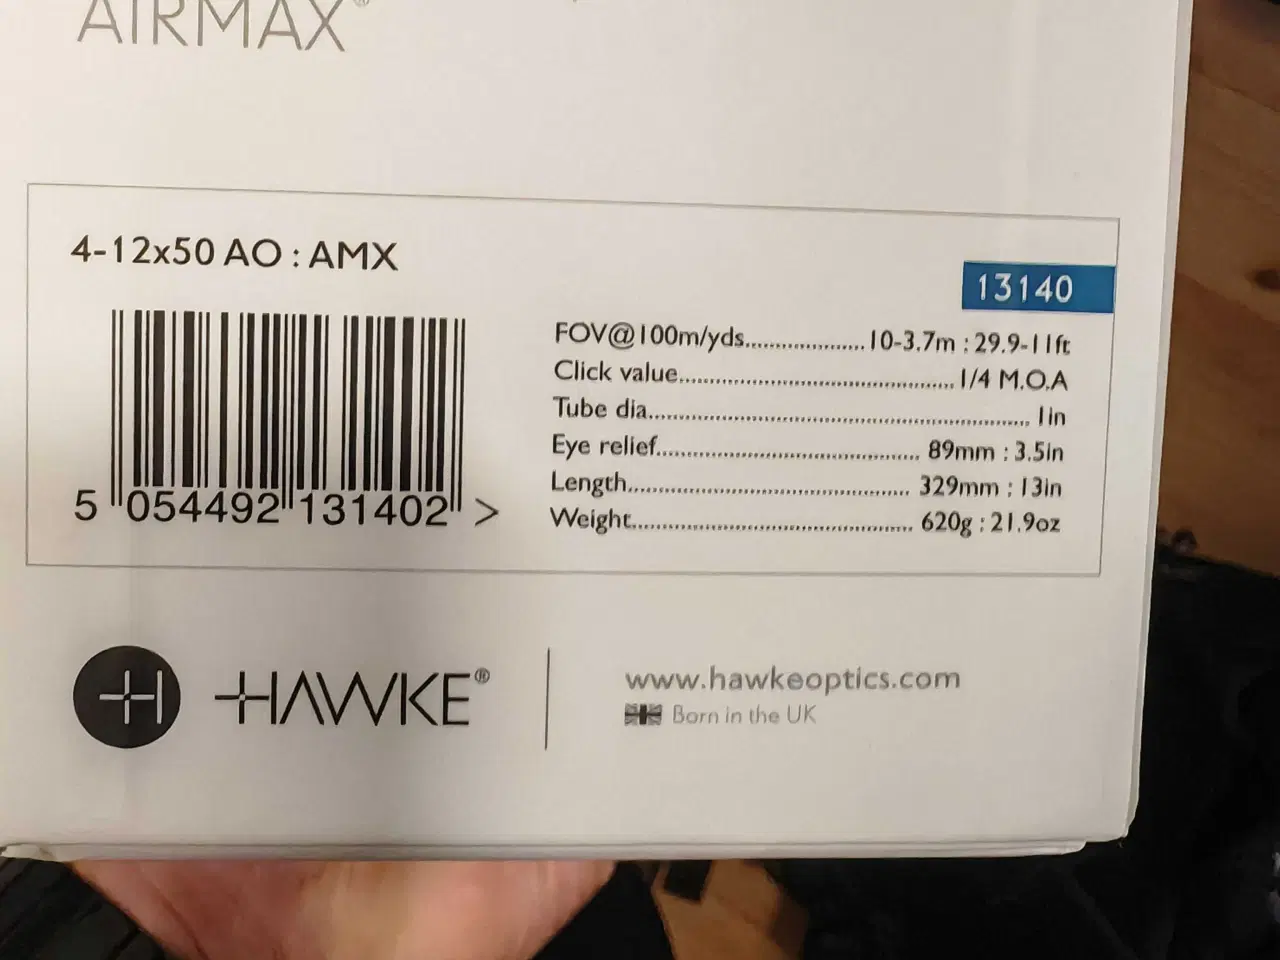 AIRMAX®
4-12x50 AO : AMX
13140
5 054492 131402 >
FOV@100m/yds.................... 10-3.7m : 29.9-11ft
Click value.............................................. 1/4 M.O.A
Tube dia................................................................ 1in
Eye relief............................................ 89mm : 3.5in
Length............................................... 329mm : 13in
Weight............................................... 620g : 21.9oz
HAWKE®
www.hawkeoptics.com
Born in the UK